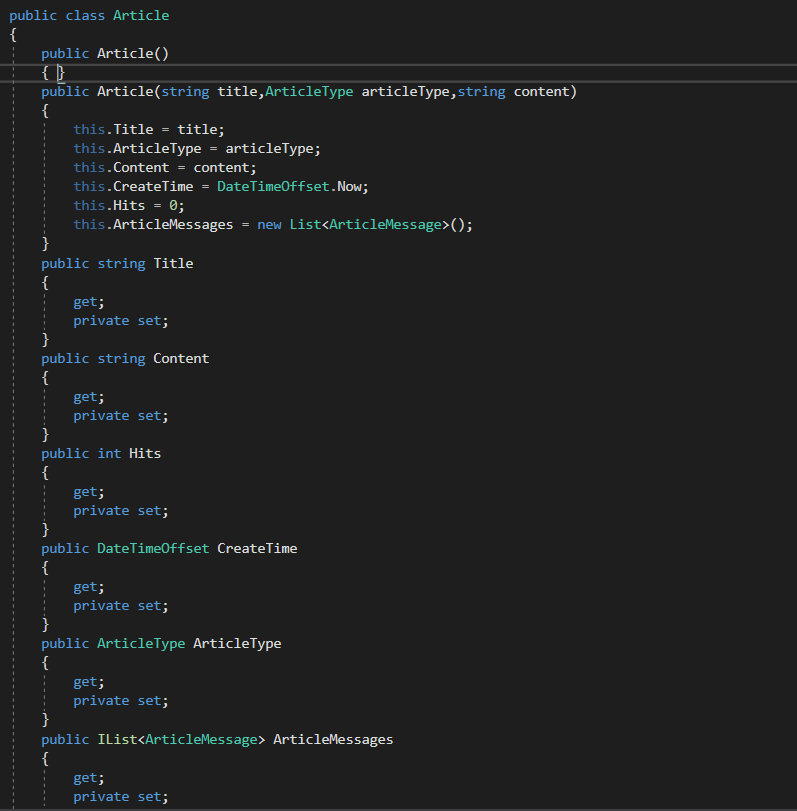 public class Article
{
    public Article()
    { }
    public Article(string title,ArticleType articleType,string content)
    {
        this.Title = title;
        this.ArticleType = articleType;
        this.Content = content;
        this.CreateTime = DateTimeOffset.Now;
        this.Hits = 0;
        this.ArticleMessages = new List<ArticleMessage>();
    }
    public string Title
    {
        get;
        private set;
    }
    public string Content
    {
        get;
        private set;
    }
    public int Hits
    {
        get;
        private set;
    }
    public DateTimeOffset CreateTime
    {
        get;
        private set;
    }
    public ArticleType ArticleType
    {
        get;
        private set;
    }
    public IList<ArticleMessage> ArticleMessages
    {
        get;
        private set;